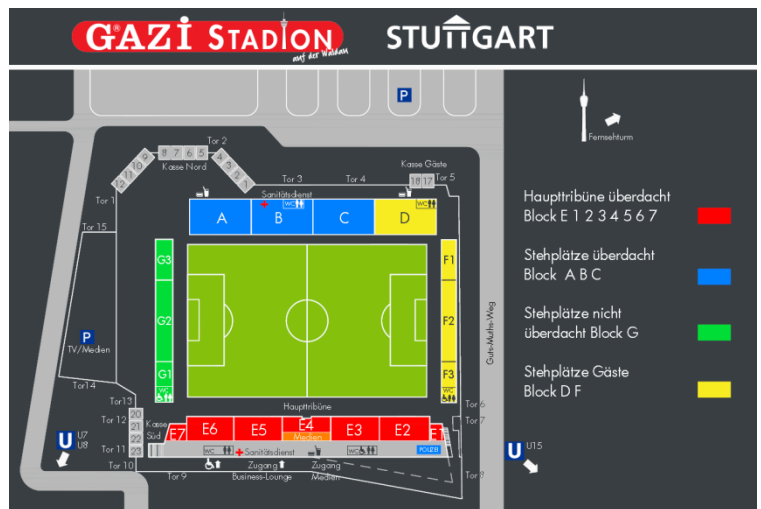 GAZİ STADION
auf der Waldau
STUTTGART
P
Fernsehturm
Tor 2
9 8 7 6 5 4
10 3
11 2
12 1
Kasse Nord
Kasse Gäste
18 17
Tor 3
Tor 4
Tor 5
Tor 1
Sanitätsdienst
WC
WC
A
B
C
D
Tor 15
G3
G2
G1
WC
F1
F2
F3
WC
P
TV/Medien
Guts-Muths-Weg
Tor14
Tor13
Tor 12
Tor 11
Tor 10
20
21
22
23
Kasse
Süd
Haupttribüne
Tor 6
Tor 7
E7
E6
E5
E4
Medien
E3
E2
E1
WC
Sanitätsdienst
WC
POLIZEI
Tor 9
Zugang
Business-Lounge
Zugang
Medien
Tor 8
U
U7
U8
U
U15
Haupttribüne überdacht
Block E 1 2 3 4 5 6 7
Stehplätze überdacht
Block A B C
Stehplätze nicht
überdacht Block G
Stehplätze Gäste
Block D F